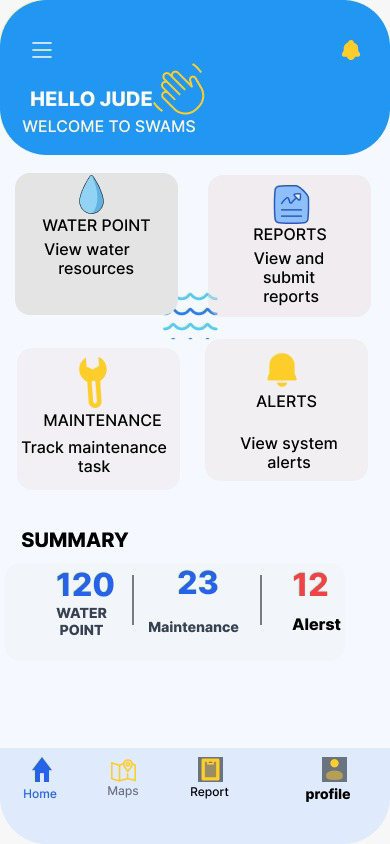 HELLO JUDE
WELCOME TO SWAMS
WATER POINT
View water
resources
REPORTS
View and
submit
reports
MAINTENANCE
Track maintenance
task
ALERTS
View system
alerts
SUMMARY
120
WATER
POINT
23
Maintenance
12
Alerst
Home
Maps
Report
profile